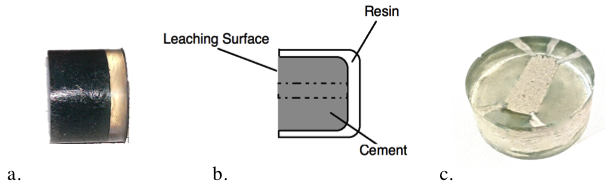 Resin
Leaching Surface
Cement
a.
b.
c.